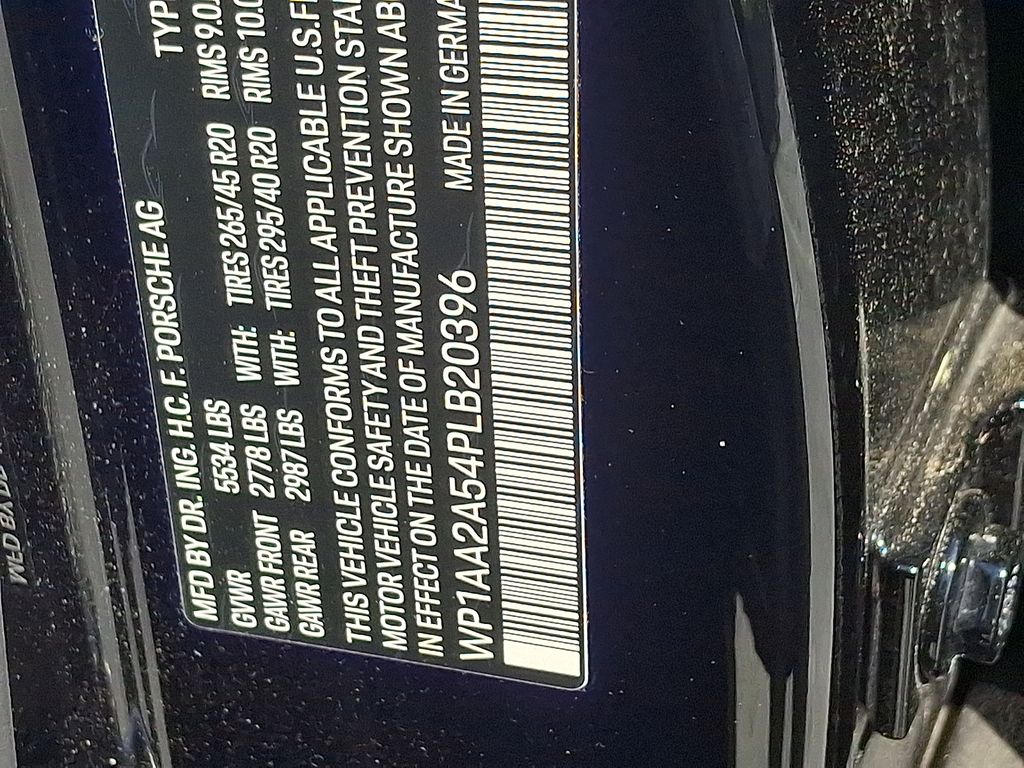 MFD BY DR. ING. H.C. F. PORSCHE AG TYP
GVWR 5534 LBS
GAWR FRONT 2778 LBS WITH: TIRES 265/45 R20 RIMS 9.0
GAWR REAR 2987 LBS WITH: TIRES 295/40 R20 RIMS 10.0
THIS VEHICLE CONFORMS TO ALL APPLICABLE U.S. F
MOTOR VEHICLE SAFETY AND THEFT PREVENTION STA
IN EFFECT ON THE DATE OF MANUFACTURE SHOWN AB
WP1AA2A54PLB20396 MADE IN GERMA